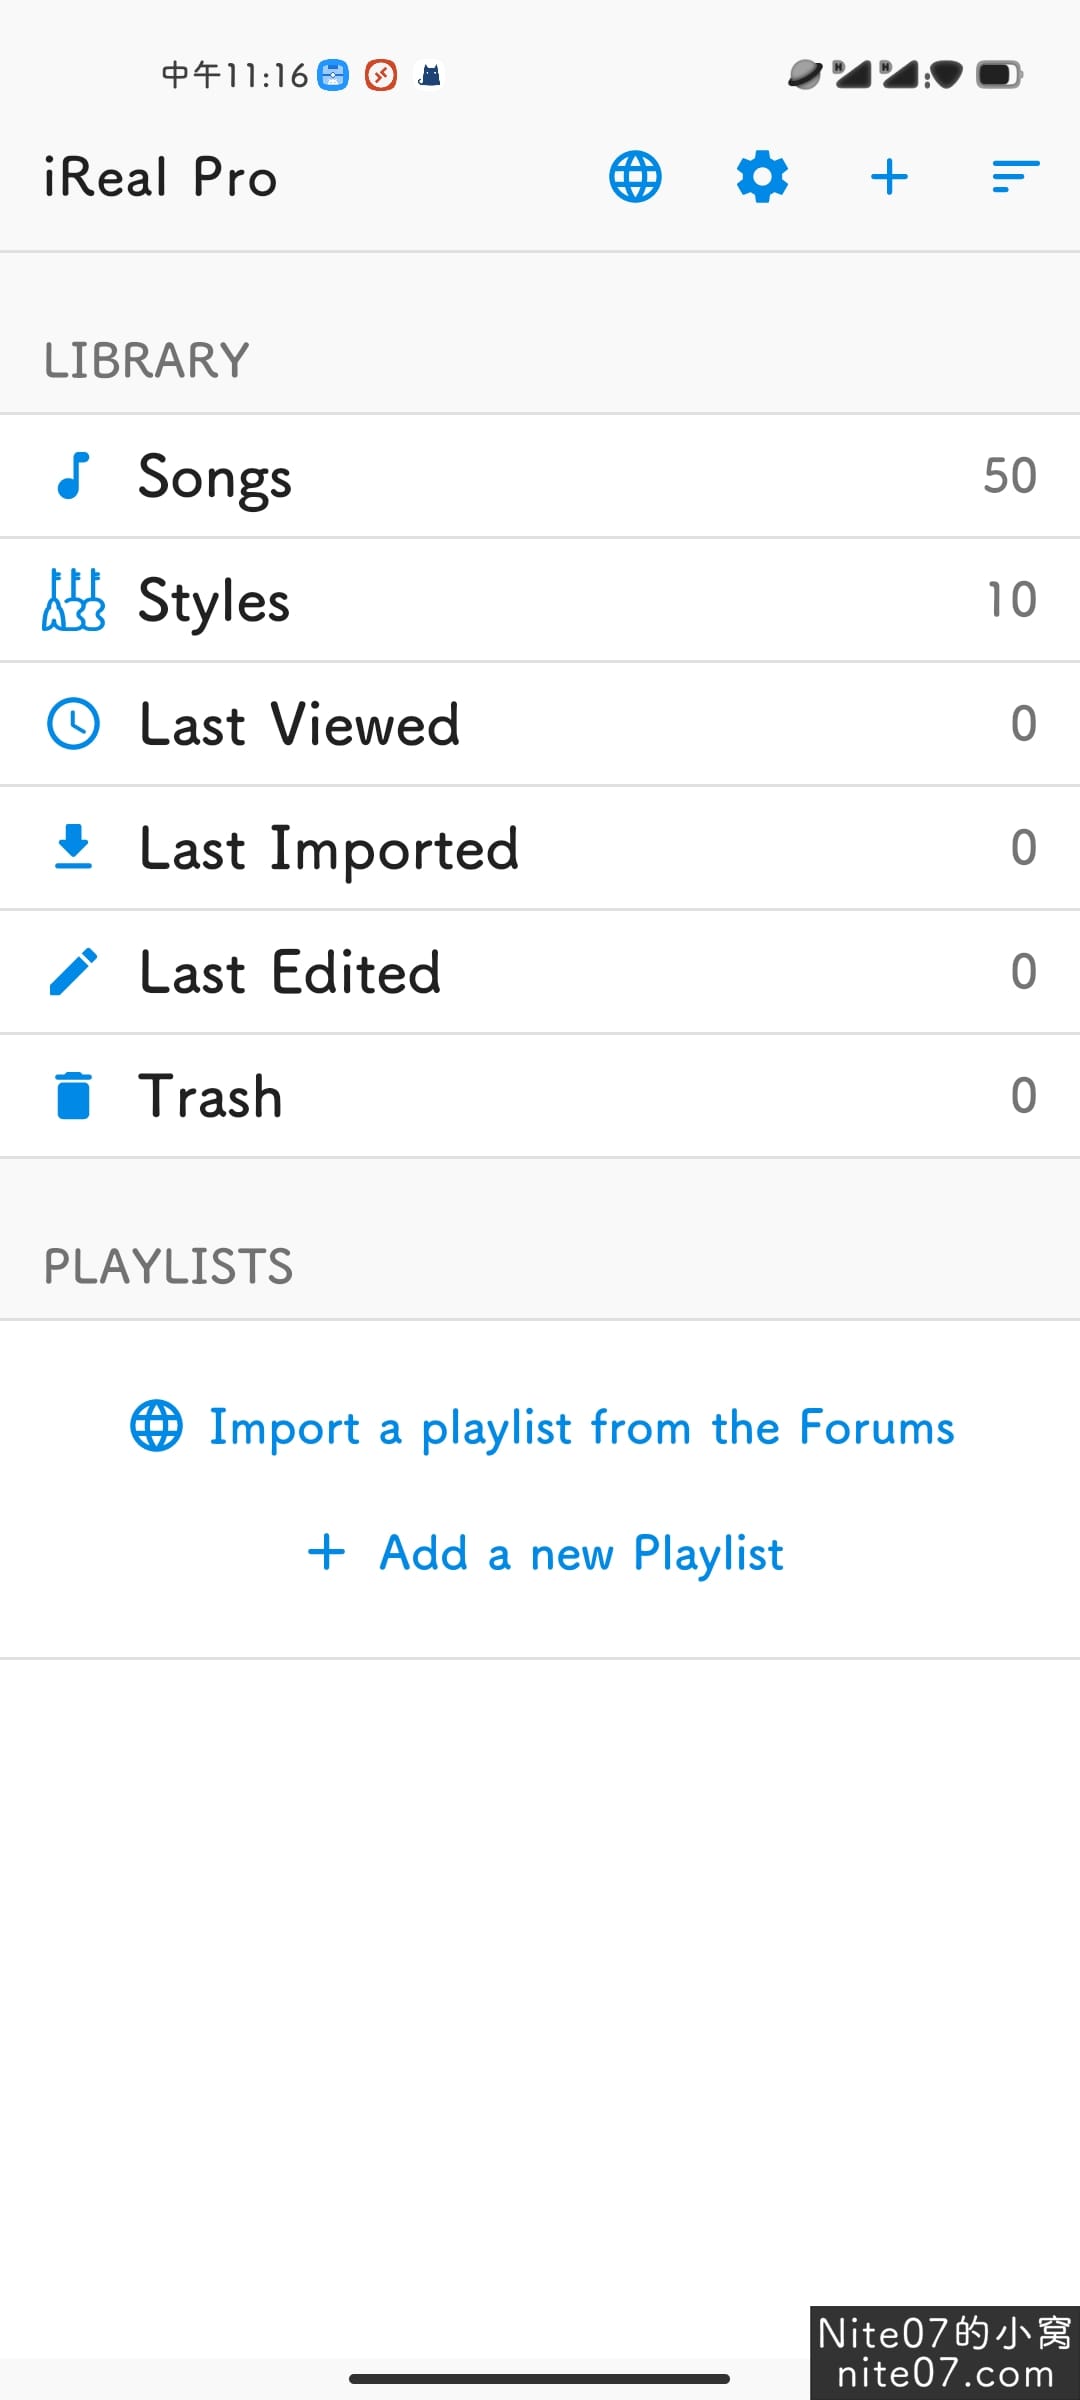 中午11:16
iReal Pro
LIBRARY
Songs 50
Styles 10
Last Viewed 0
Last Imported 0
Last Edited 0
Trash 0
PLAYLISTS
Import a playlist from the Forums
+ Add a new Playlist
Nite07的小窝
nite07.com